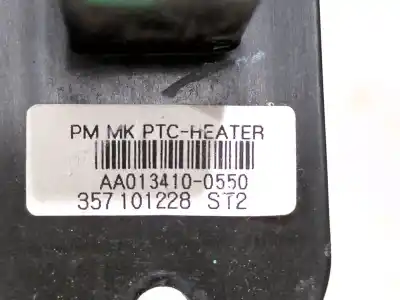 PM MK PTC-HEATER
AA013410-0550
357101228 ST2